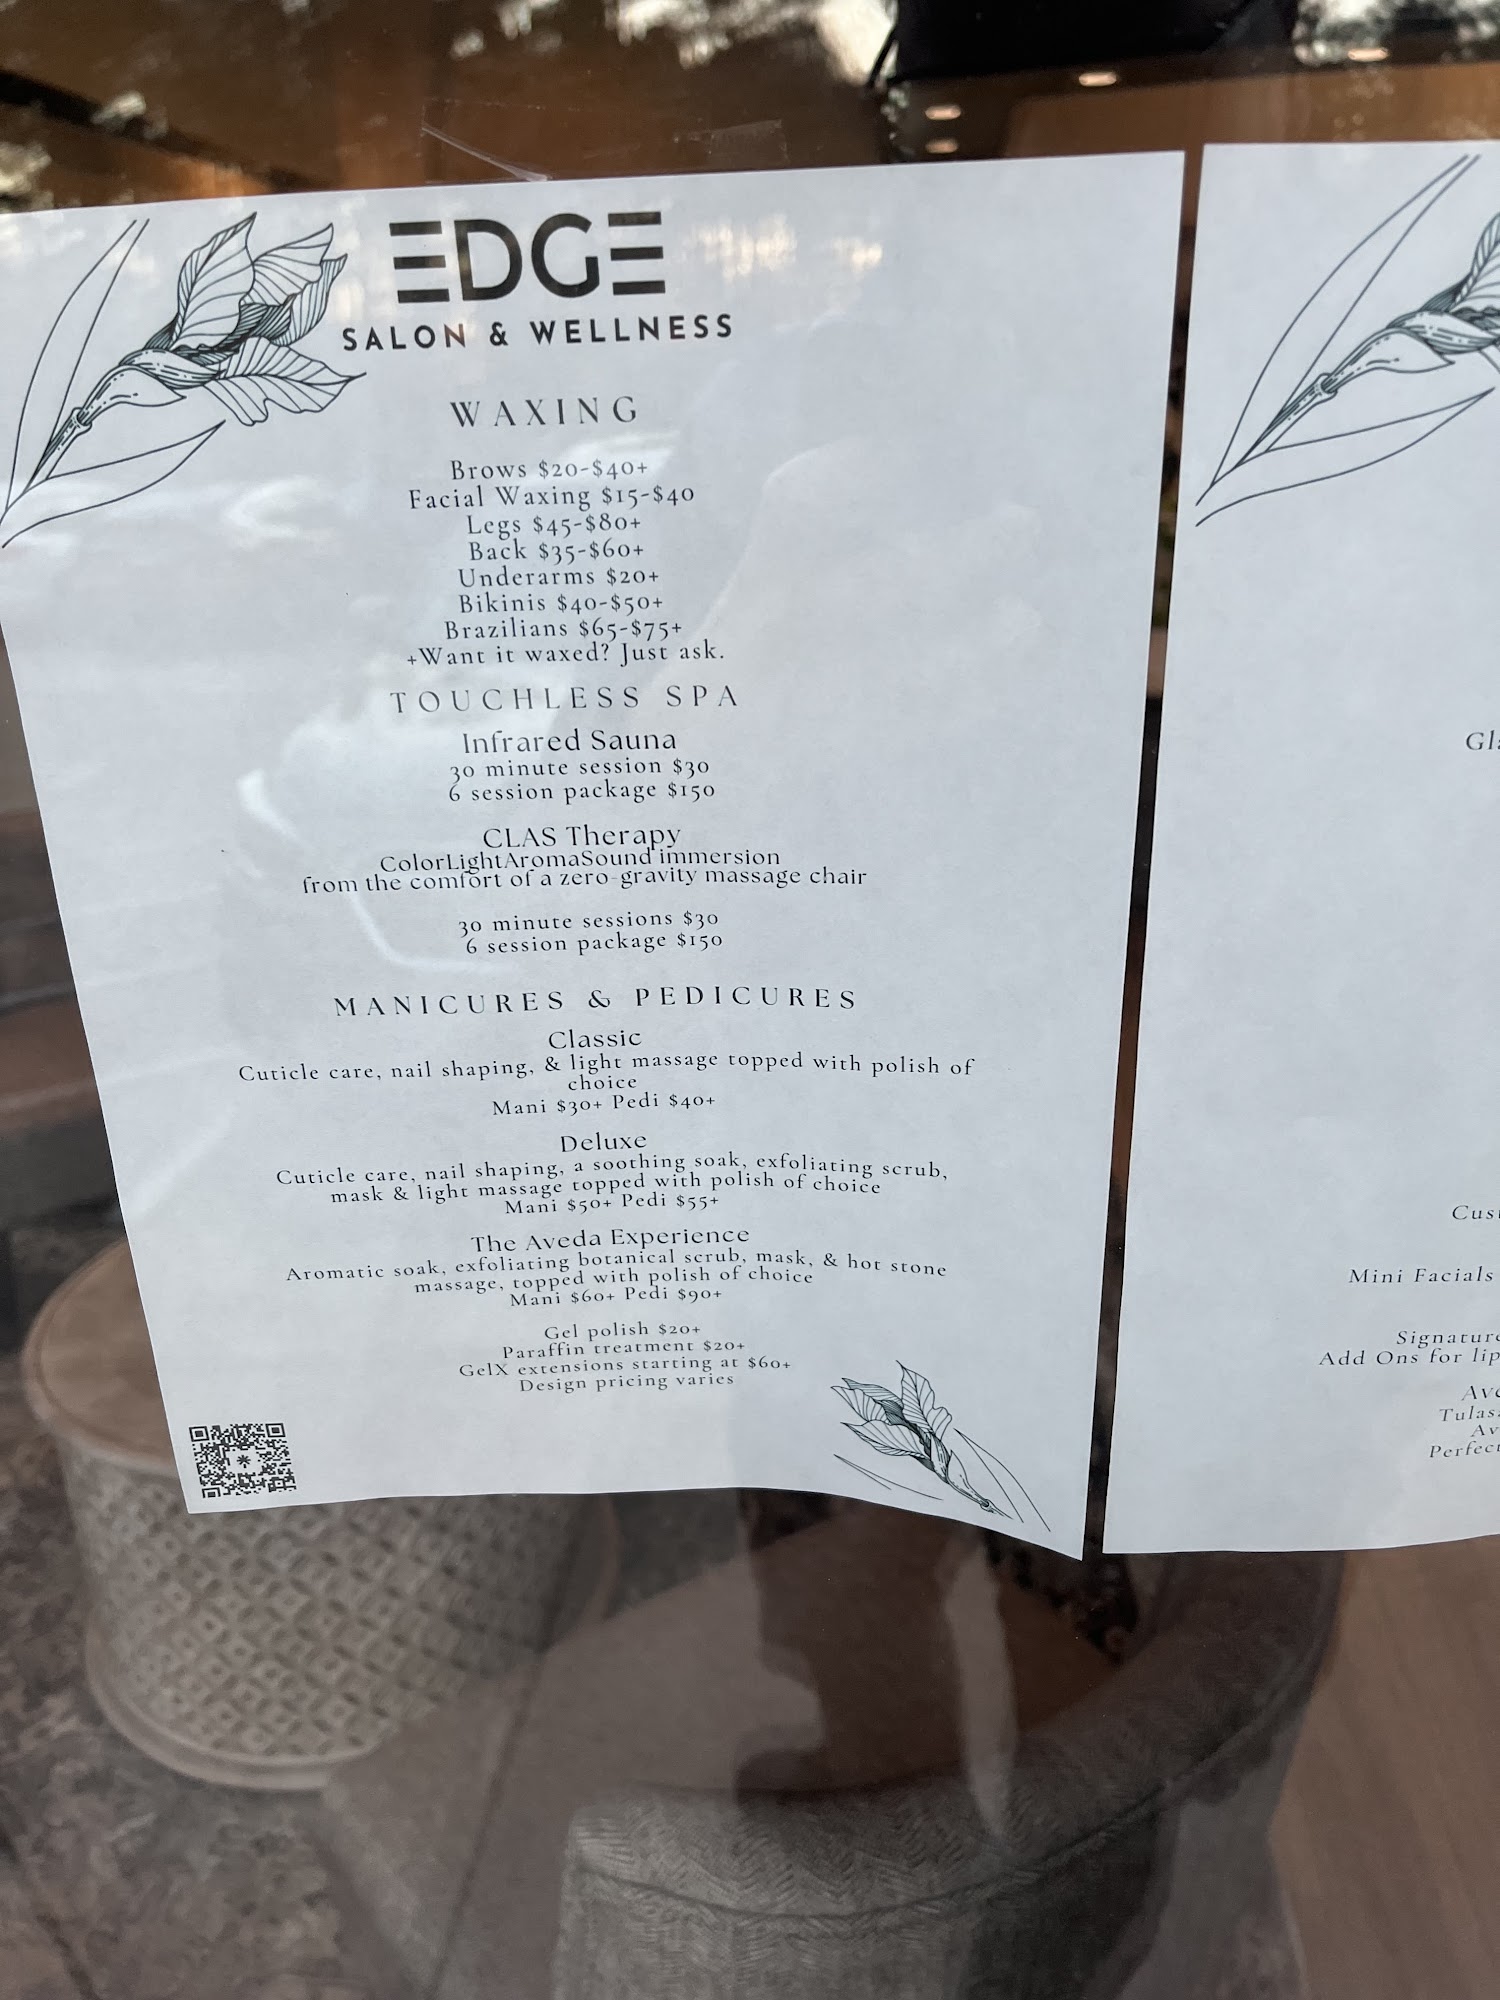 EDGE
SALON & WELLNESS
WAXING
Brows $20-$40+
Facial Waxing $15-$40
Legs $45-$80+
Back $35-$60+
Underarms $20+
Bikinis $40-$50+
Brazilians $65-$75+
+Want it waxed? Just ask.
TOUCHLESS SPA
Infrared Sauna
30 minute session $30
6 session package $150
CLAS Therapy
ColorLightAromaSound immersion
from the comfort of a zero-gravity massage chair
30 minute sessions $30
6 session package $150
MANICURES & PEDICURES
Classic
Cuticle care, nail shaping, & light massage topped with polish of
choice
Mani $30+ Pedi $40+
Deluxe
Cuticle care, nail shaping, a soothing soak, exfoliating scrub,
mask & light massage topped with polish of choice
Mani $50+ Pedi $55+
The Aveda Experience
Aromatic soak, exfoliating botanical scrub, mask, & hot stone
massage, topped with polish of choice
Mani $60+ Pedi $90+
Gel polish $20+
Paraffin treatment $20+
GelX extensions starting at $60+
Design pricing varies
Mini Facials
Signature
Add Ons for lip